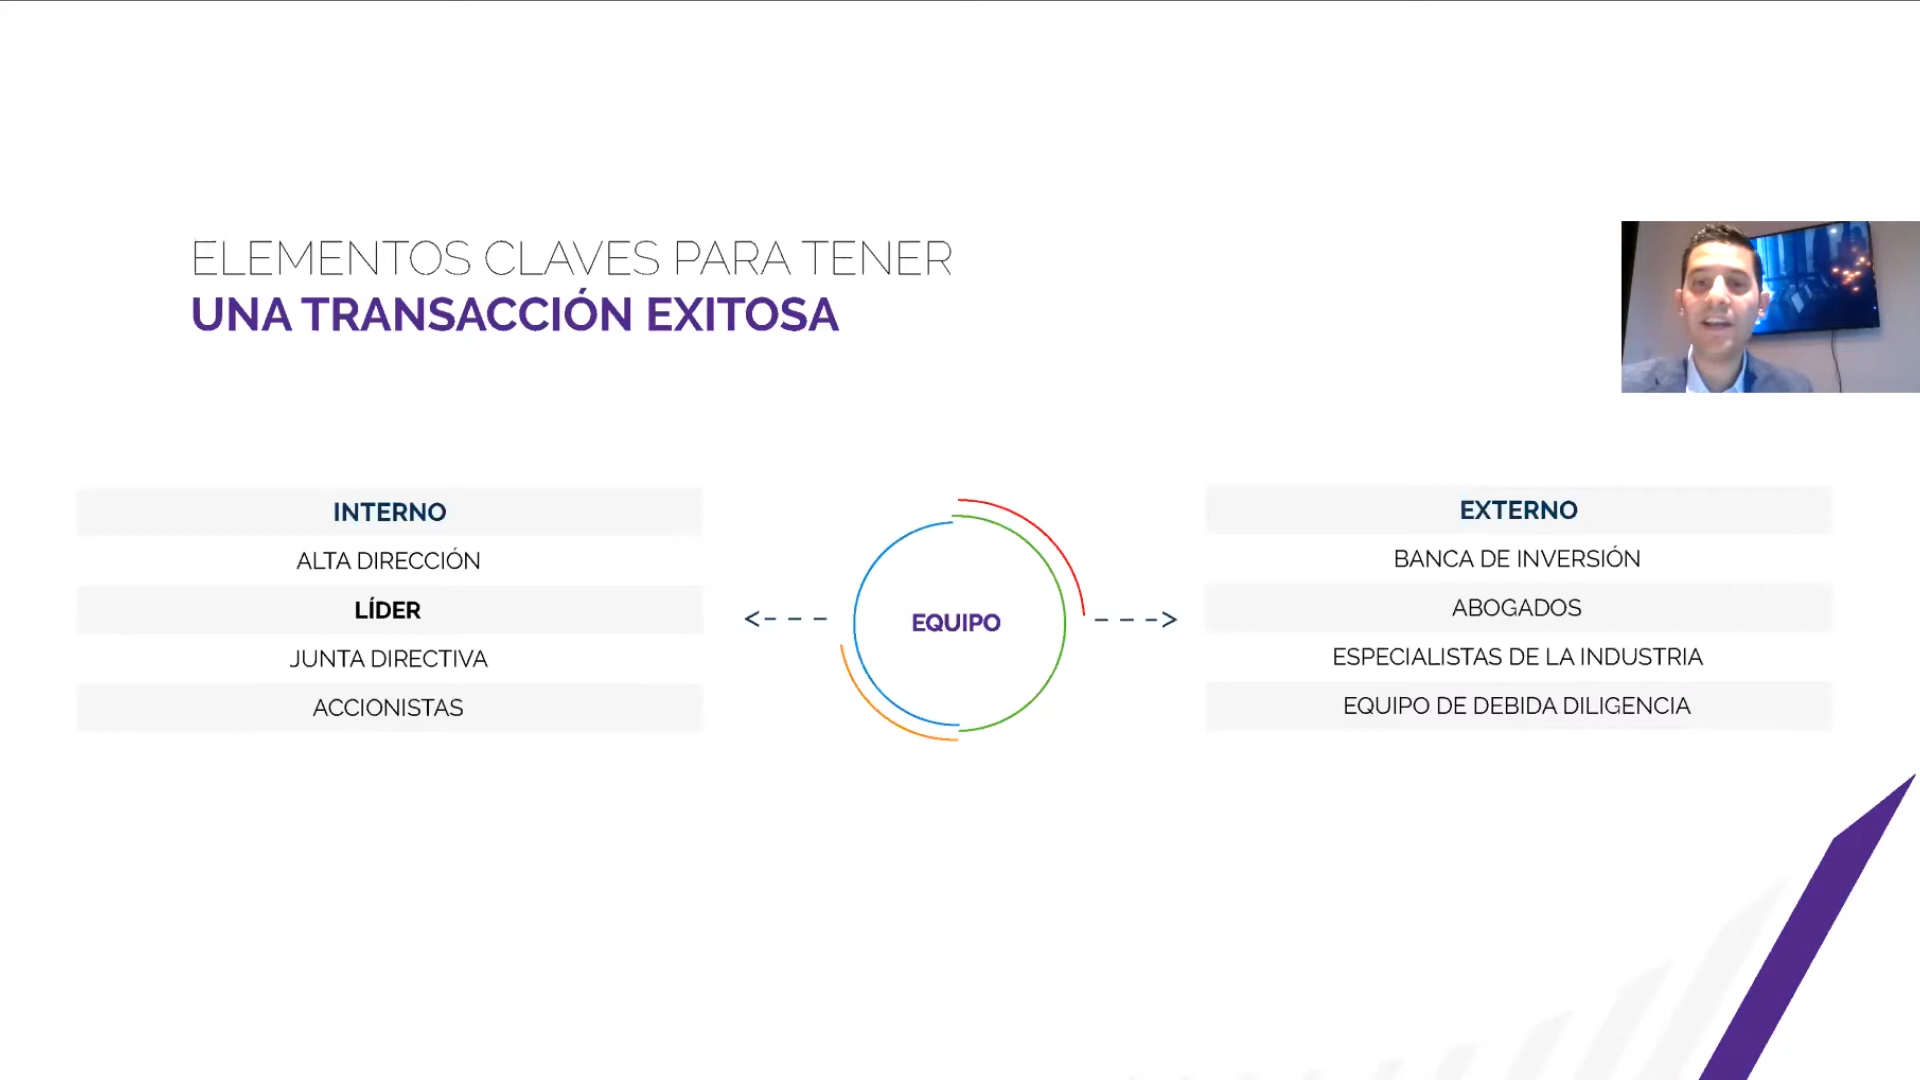 ELEMENTOS CLAVES PARA TENER
UNA TRANSACCIÓN EXITOSA
INTERNO
ALTA DIRECCIÓN
LÍDER
JUNTA DIRECTIVA
ACCIONISTAS
EQUIPO
EXTERNO
BANCA DE INVERSIÓN
ABOGADOS
ESPECIALISTAS DE LA INDUSTRIA
EQUIPO DE DEBIDA DILIGENCIA